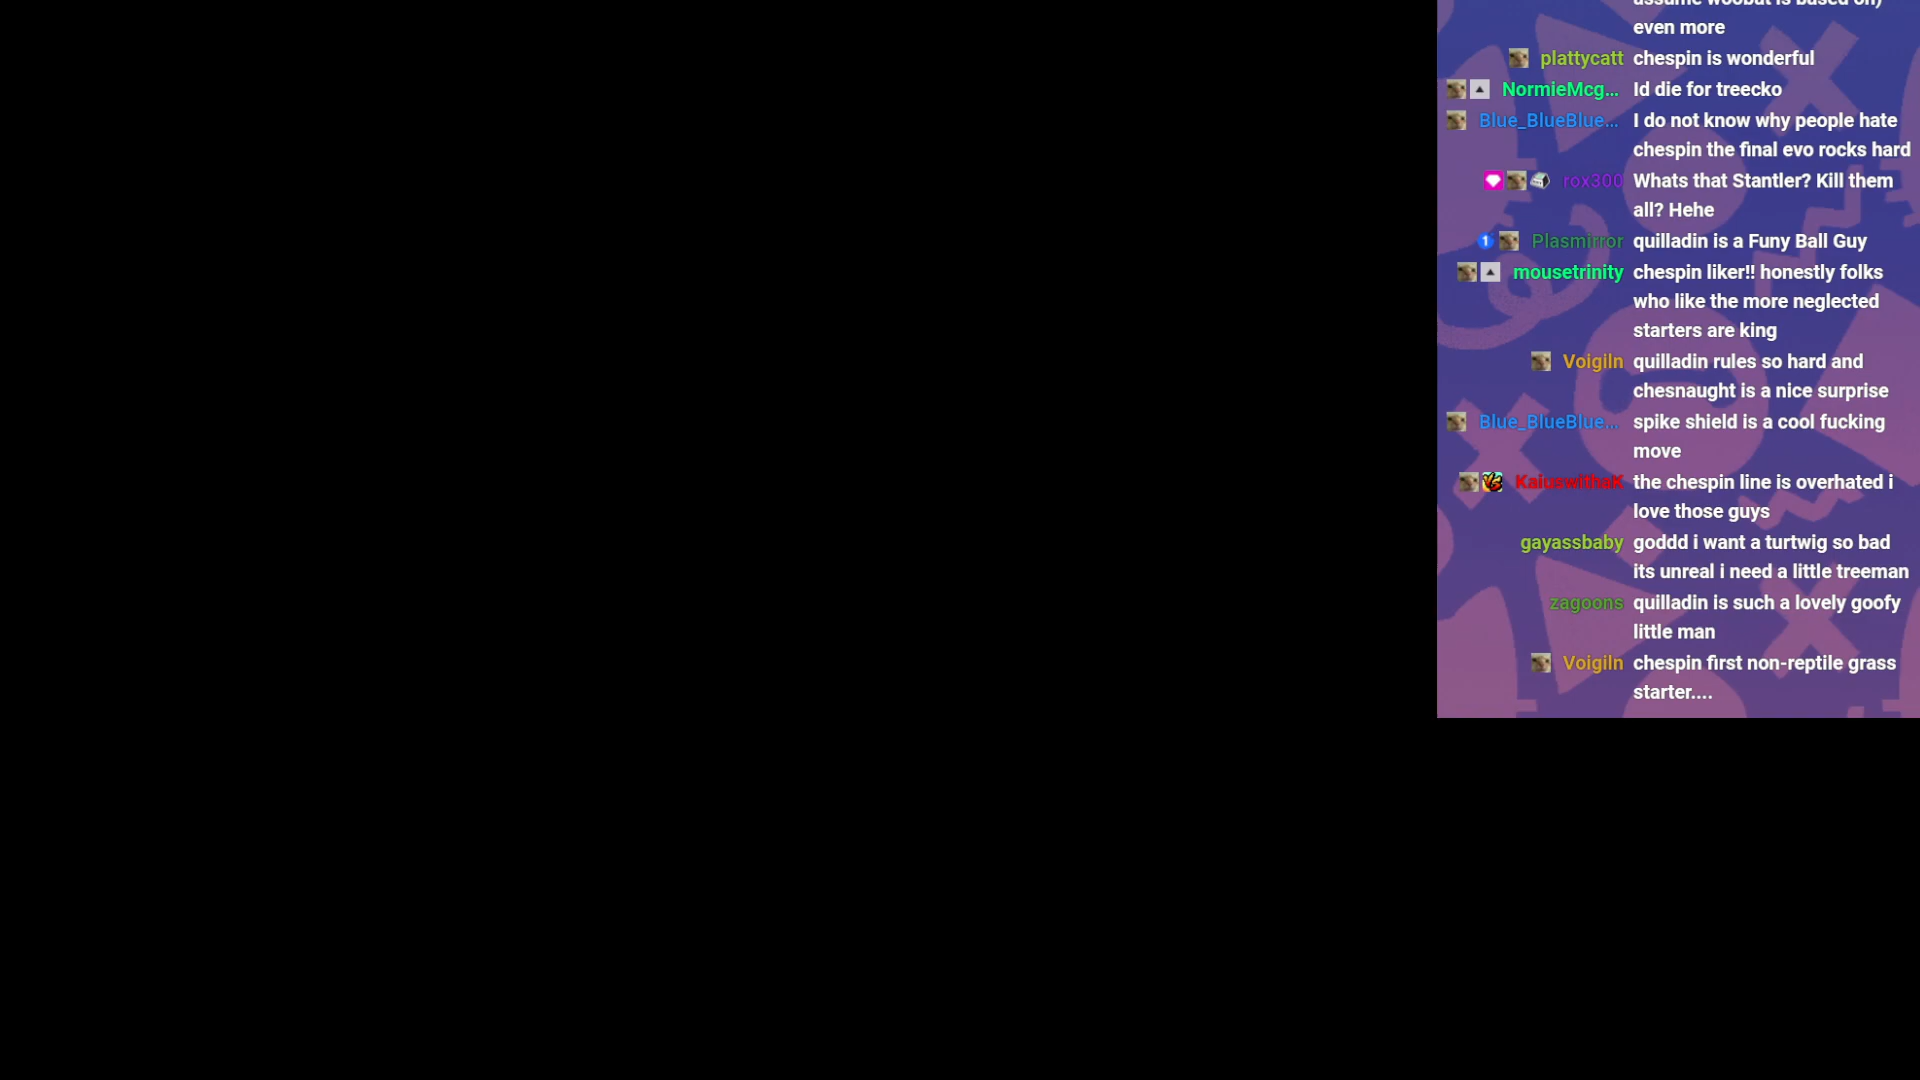 assume woobat is based on)
even more
plattycatt chespin is wonderful
NormieMcg... Id die for treecko
Blue_BlueBlue... I do not know why people hate
chespin the final evo rocks hard
rox300 Whats that Stantler? Kill them
all? Hehe
Plasmirror quilladin is a Funy Ball Guy
mousetrinity chespin liker!! honestly folks
who like the more neglected
starters are king
Voigiln quilladin rules so hard and
chesnaught is a nice surprise
Blue_BlueBlue... spike shield is a cool fucking
move
KaiuswithaK the chespin line is overhated i
love those guys
gayassbaby goddd i want a turtwig so bad
its unreal i need a little treeman
zagoons quilladin is such a lovely goofy
little man
Voigiln chespin first non-reptile grass
starter....